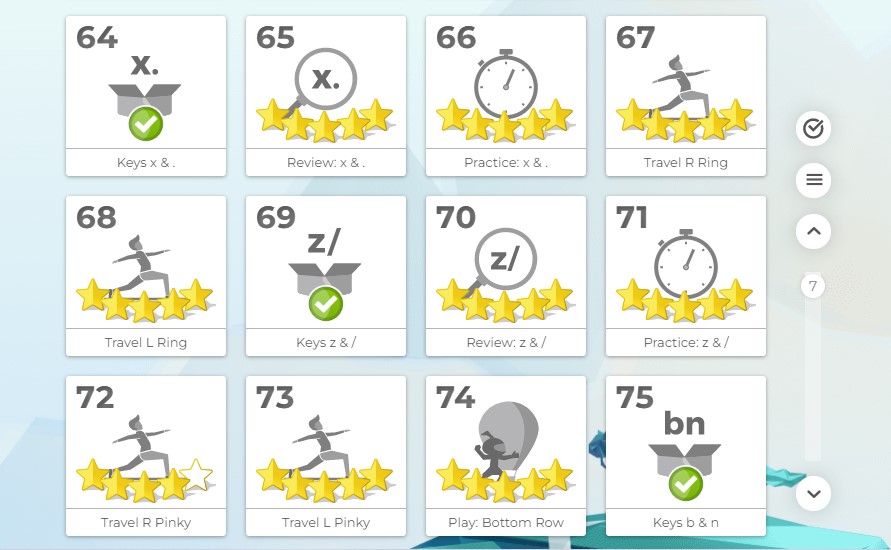 64
x.
Keys x & .
65
x.
Review: x & .
66
Practice: x & .
67
Travel R Ring
68
Travel L Ring
69
z/
Keys z & /
70
z/
Review: z & /
71
Practice: z & /
7
72
Travel R Pinky
73
Travel L Pinky
74
Play: Bottom Row
75
bn
Keys b & n